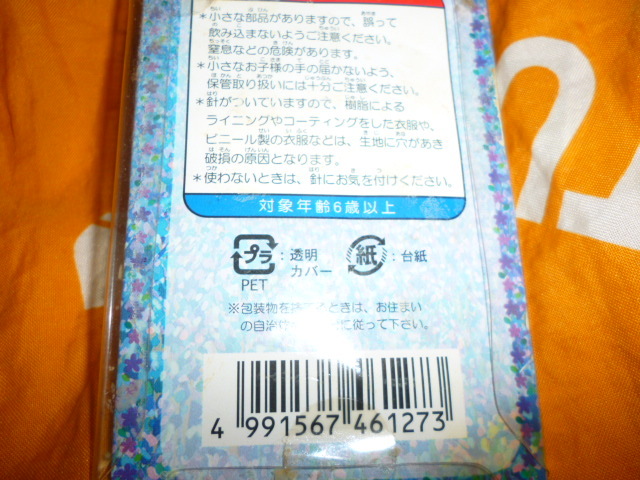 *小さな部品がありますので、誤って
飲み込まないようご注意ください。
窒息などの危険があります。
*小さなお子様の手の届かないよう、
保管取り扱いには十分ご注意ください。
*針がついていますので、樹脂による
ライニングやコーティングをした衣服や、
ビニール製の衣服などは、生地に穴があき
破損の原因となります。
*使わないときは、針にお気を付けください。
対象年齢6歳以上
プラ : 透明カバー
PET
紙 : 台紙
※包装物を
ときは、お住まい
の自治
に従って下さい。
4 991567 461273